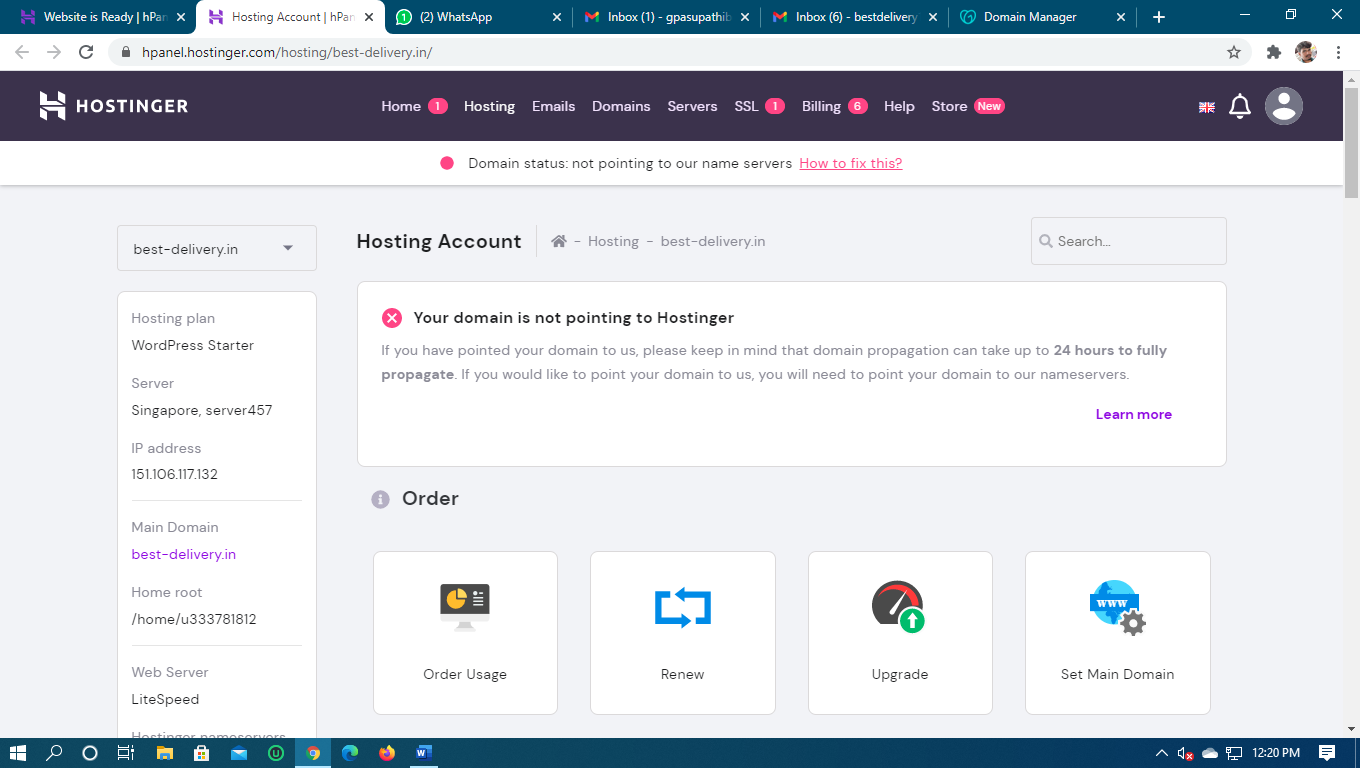 Website is Ready | hPan
Hosting Account | hPan
(2) WhatsApp
Inbox (1) - gpasupathib
Inbox (6) - bestdelivery
Domain Manager
hpanel.hostinger.com/hosting/best-delivery.in/
HOSTINGER
Home 1 Hosting Emails Domains Servers SSL 1 Billing 6 Help Store New
Domain status: not pointing to our name servers How to fix this?
best-delivery.in
Hosting Account
- Hosting - best-delivery.in
Search...
Hosting plan
WordPress Starter
Server
Singapore, server457
IP address
151.106.117.132
Main Domain
best-delivery.in
Home root
/home/u333781812
Web Server
LiteSpeed
Hostinger nameservers
Your domain is not pointing to Hostinger
If you have pointed your domain to us, please keep in mind that domain propagation can take up to 24 hours to fully
propagate. If you would like to point your domain to us, you will need to point your domain to our nameservers.
Learn more
Order
Order Usage
Renew
Upgrade
WWW
Set Main Domain
12:20 PM